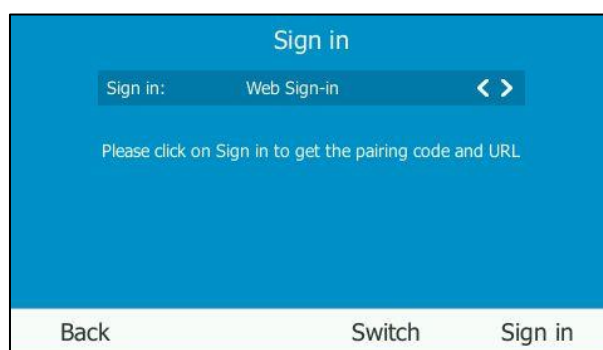 Sign in
Sign in: Web Sign-in
Please click on Sign in to get the pairing code and URL
Back Switch Sign in